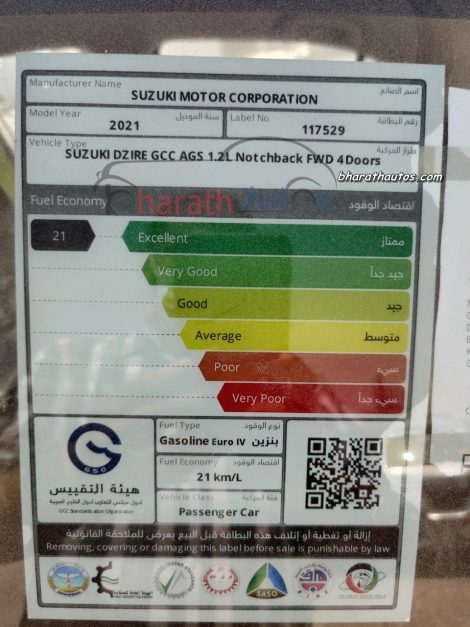 Manufacturer Name اسم الصانع
SUZUKI MOTOR CORPORATION
Model Year سنة الموديل Label No رقم البطاقة
2021 117529
Vehicle Type طراز المركبة
SUZUKI DZIRE GCC AGS 1.2L Notchback FWD 4Doors
bharathautos.com
Fuel Economy اقتصاد الوقود
bharath Autos
21 Excellent ممتاز
Very Good جيد جداً
Good جيد
Average متوسط
Poor سيء
Very Poor سيء جداً
Fuel Type نوع الوقود
Gasoline Euro IV بنزين
Fuel Economy اقتصاد الوقود
21 km/L
Vehicle Class فئة المركبة
Passenger Car
GSO
هيئة التقييس
لدول مجلس التعاون لدول الخليج العربية
GCC Standardization Organization
إزالة أو تغطية أو إتلاف هذه البطاقة قبل البيع يعرض للملاحقة القانونية
Removing, covering or damaging this label before sale is punishable by law
SASO